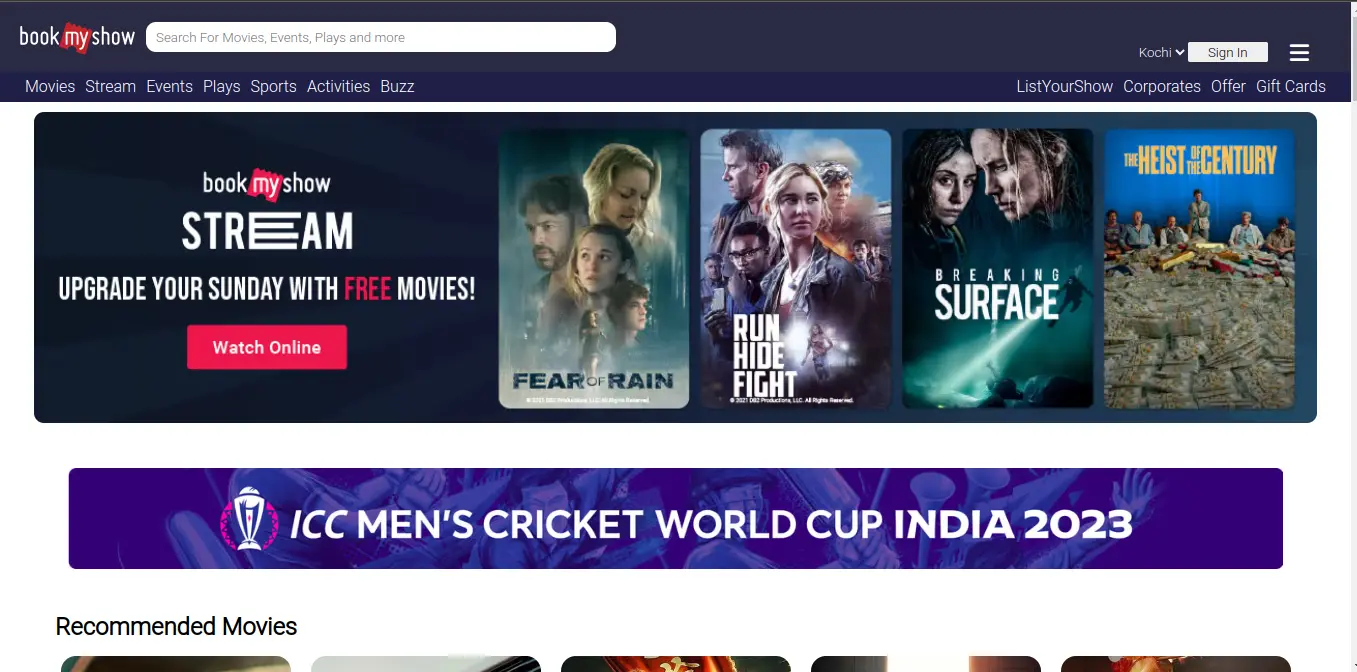 book my show
Search For Movies, Events, Plays and more
Kochi
Sign In
Movies Stream Events Plays Sports Activities Buzz
ListYourShow Corporates Offer Gift Cards
book my show
STREAM
UPGRADE YOUR SUNDAY WITH FREE MOVIES!
Watch Online
FEAR OF RAIN
© 2021 DB2 Productions, LLC. All Rights Reserved.
RUN
HIDE
FIGHT
© 2021 DB2 Productions, LLC. All Rights Reserved.
BREAKING
SURFACE
THE HEIST OF THE CENTURY
ICC MEN'S CRICKET WORLD CUP INDIA 2023
Recommended Movies